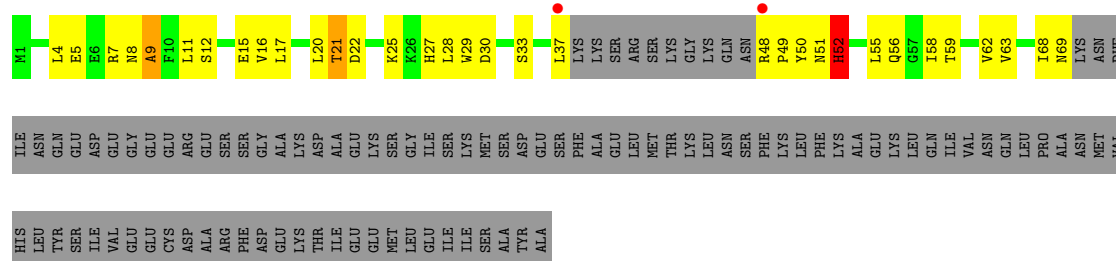 M1 L4 E5 E6 R7 N8 A9 F10 L11 S12 E15 V16 L17 L20 T21 D22 K25 K26 H27 L28 W29 D30 S33 L37 LYS LYS SER ARG SER LYS GLY LYS GLN ASN R48 P49 Y50 N51 H52 L55 Q56 G57 I58 T59 V62 V63 I68 N69 LYS ASN
ILE ASN GLN GLU ASP GLU GLY GLU GLU ARG GLU SER SER GLY ALA LYS ASP ALA GLU LYS SER GLY ILE SER LYS MET SER ASP GLU SER PHE ALA GLU LEU MET THR LYS LEU ASN SER PHE LYS LEU PHE LYS ALA GLU LYS LEU GLN ILE VAL ASN GLN LEU PRO ALA ASN MET VAL
HIS LEU TYR SER ILE VAL GLU GLU CYS ASP ALA ARG PHE ASP GLU LYS THR ILE GLU GLU MET LEU GLU ILE ILE SER ALA TYR ALA